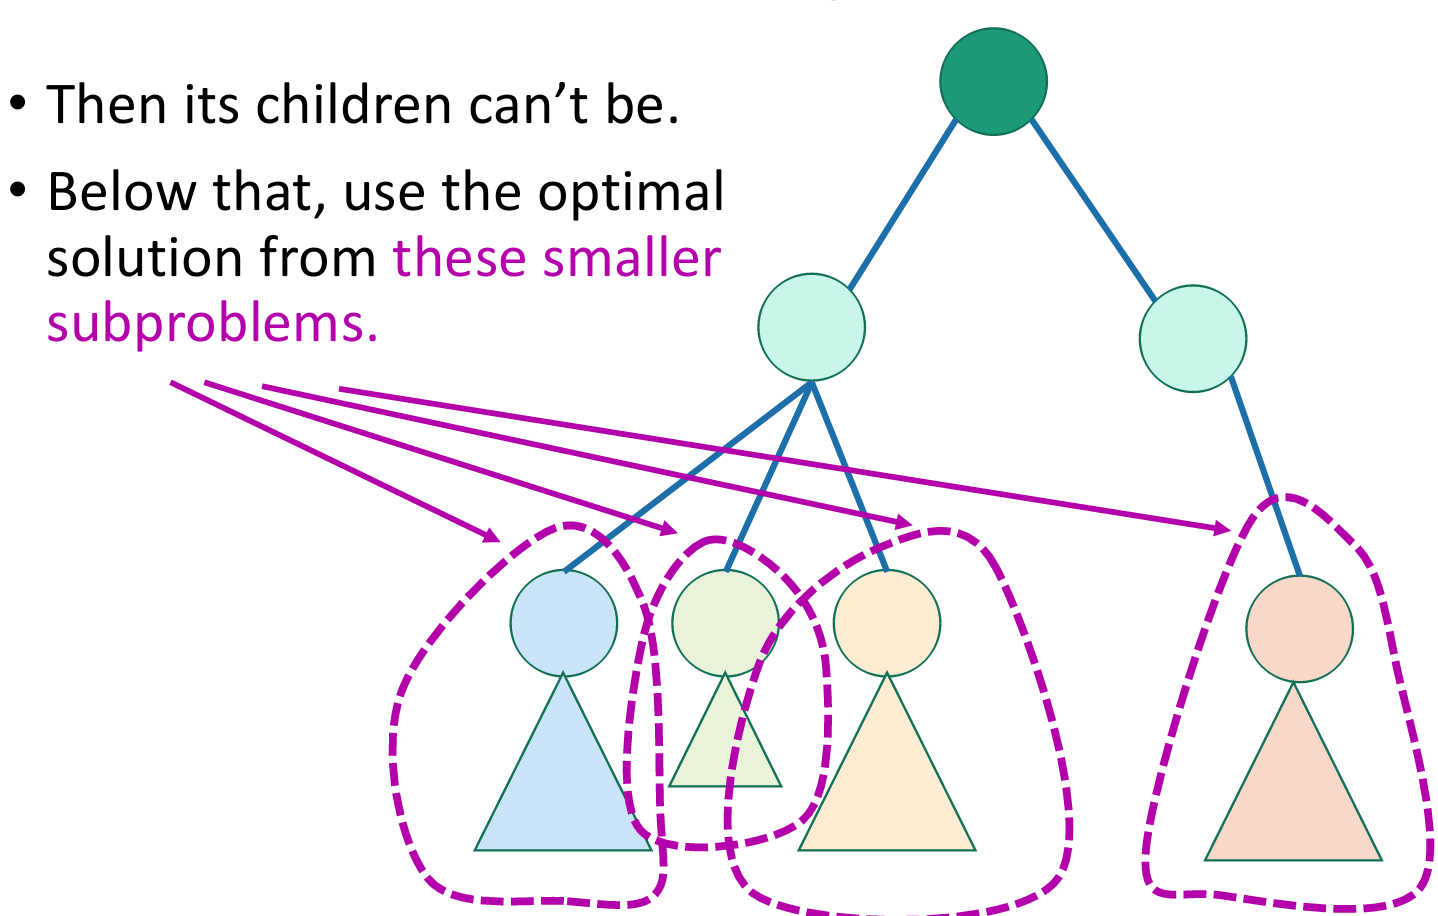 • Then its children can’t be.
• Below that, use the optimal
solution from these smaller
subproblems.